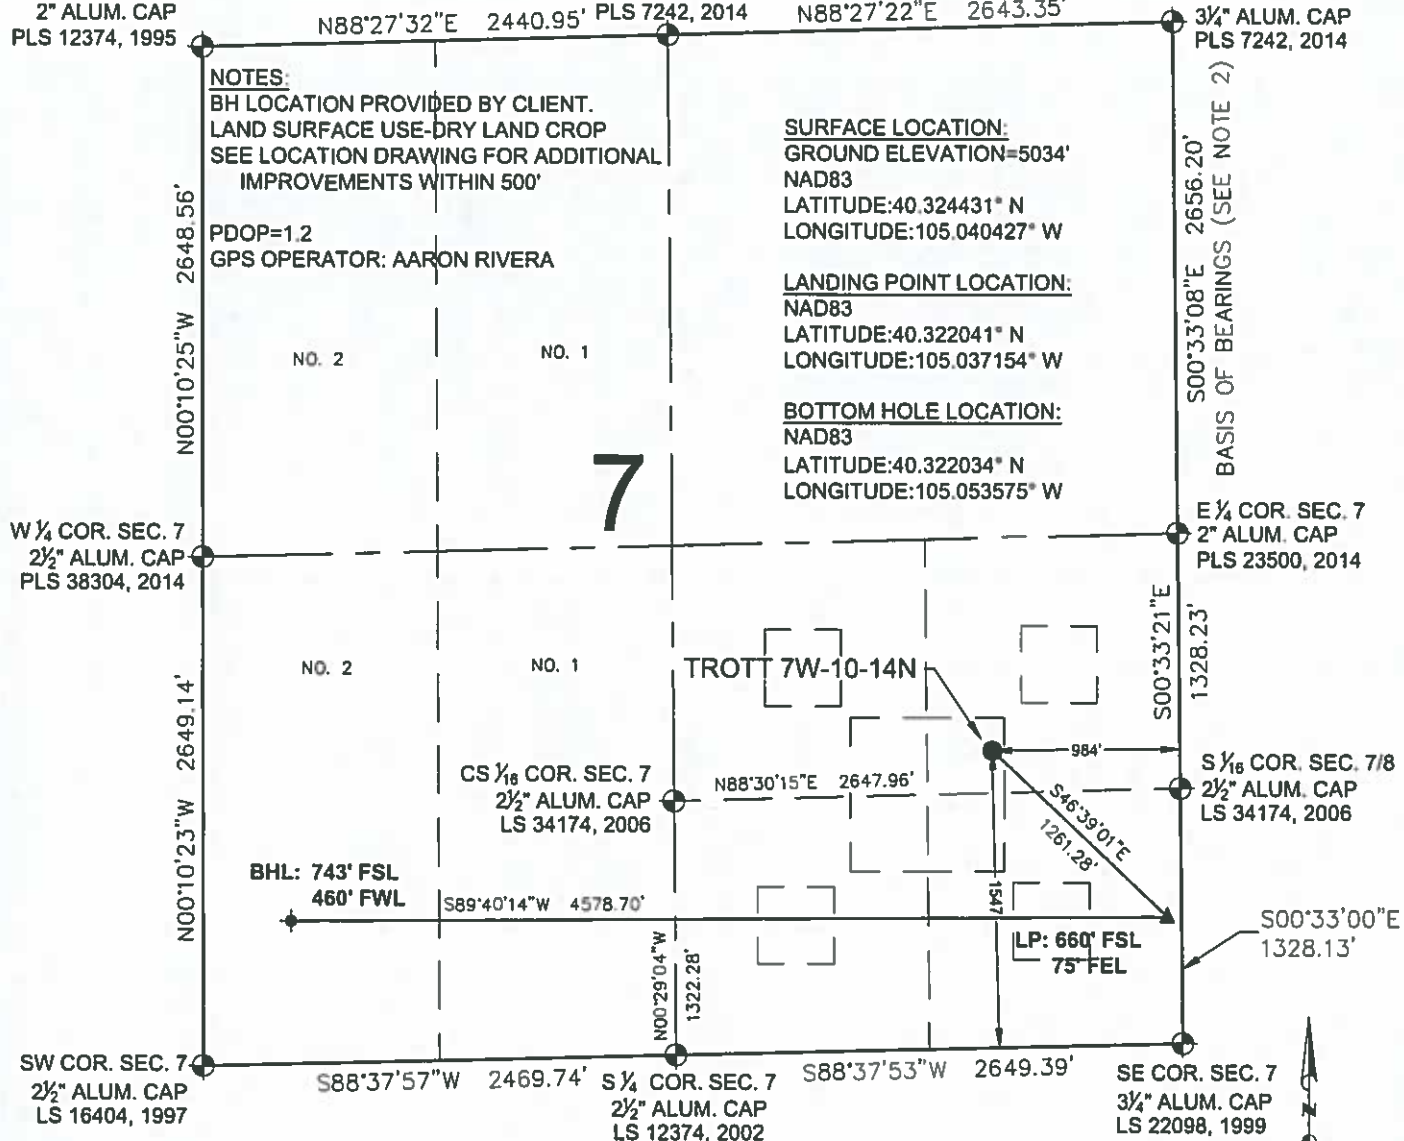 2" ALUM. CAP
PLS 12374, 1995
N88°27'32"E 2440.95'
PLS 7242, 2014
N88°27'22"E 2643.35'
3¼" ALUM. CAP
PLS 7242, 2014
NOTES:
BH LOCATION PROVIDED BY CLIENT.
LAND SURFACE USE-DRY LAND CROP
SEE LOCATION DRAWING FOR ADDITIONAL
IMPROVEMENTS WITHIN 500'
PDOP=1.2
GPS OPERATOR: AARON RIVERA
SURFACE LOCATION:
GROUND ELEVATION=5034'
NAD83
LATITUDE:40.324431° N
LONGITUDE:105.040427° W
LANDING POINT LOCATION:
NAD83
LATITUDE:40.322041° N
LONGITUDE:105.037154° W
BOTTOM HOLE LOCATION:
NAD83
LATITUDE:40.322034° N
LONGITUDE:105.053575° W
N00°10'25"W 2648.56'
S00°33'08"E 2656.20'
BASIS OF BEARINGS (SEE NOTE 2)
NO. 2
NO. 1
7
W ¼ COR. SEC. 7
2½" ALUM. CAP
PLS 38304, 2014
E ¼ COR. SEC. 7
2" ALUM. CAP
PLS 23500, 2014
NO. 2
NO. 1
TROTT 7W-10-14N
S00°33'21"E
1328.23'
N00°10'23"W 2649.14'
984'
CS 1/16 COR. SEC. 7
2½" ALUM. CAP
LS 34174, 2006
N88°30'15"E 2647.96'
S 1/16 COR. SEC. 7/8
2½" ALUM. CAP
LS 34174, 2006
S46°39'01"E
1261.28'
BHL: 743' FSL
460' FWL
S89°40'14"W 4578.70'
1547'
LP: 660' FSL
75' FEL
S00°33'00"E
1328.13'
N00°29'04"W
1322.28'
SW COR. SEC. 7
2½" ALUM. CAP
LS 16404, 1997
S88°37'57"W 2469.74'
S ¼ COR. SEC. 7
2½" ALUM. CAP
LS 12374, 2002
S88°37'53"W 2649.39'
SE COR. SEC. 7
3¼" ALUM. CAP
LS 22098, 1999
N